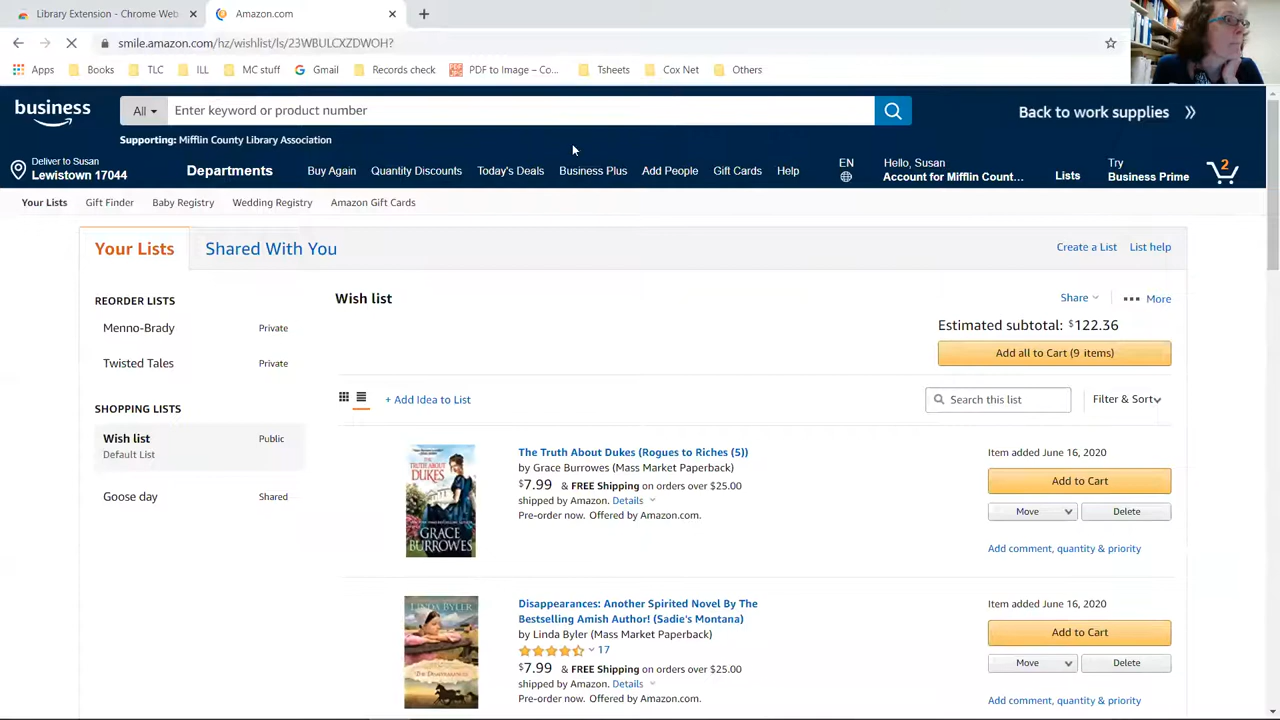 Library Extension - Chrome Web
Amazon.com
smile.amazon.com/hz/wishlist/ls/23WBULCXZDWOH?
Apps Books TLC ILL MC stuff Gmail Records check PDF to Image – Co... Tsheets Cox Net Others
business
All
Enter keyword or product number
Back to work supplies
Supporting: Mifflin County Library Association
Deliver to Susan
Lewistown 17044
Departments
Buy Again Quantity Discounts Today's Deals Business Plus Add People Gift Cards Help
EN
Hello, Susan
Account for Mifflin Count...
Lists
Try
Business Prime
2
Your Lists Gift Finder Baby Registry Wedding Registry Amazon Gift Cards
Your Lists
Shared With You
Create a List
List help
REORDER LISTS
Menno-Brady Private
Twisted Tales Private
SHOPPING LISTS
Wish list Public
Default List
Goose day Shared
Wish list
Share
More
Estimated subtotal: $122.36
Add all to Cart (9 items)
+ Add Idea to List
Search this list
Filter & Sort
THE TRUTH ABOUT
DUKES
GRACE
BURROWES
The Truth About Dukes (Rogues to Riches (5))
by Grace Burrowes (Mass Market Paperback)
$7.99 & FREE Shipping on orders over $25.00
shipped by Amazon. Details
Pre-order now. Offered by Amazon.com.
Item added June 16, 2020
Add to Cart
Move
Delete
Add comment, quantity & priority
LINDA BYLER
THE DISAPPEARANCES
Disappearances: Another Spirited Novel By The
Bestselling Amish Author! (Sadie's Montana)
by Linda Byler (Mass Market Paperback)
17
$7.99 & FREE Shipping on orders over $25.00
shipped by Amazon. Details
Pre-order now. Offered by Amazon.com.
Item added June 16, 2020
Add to Cart
Move
Delete
Add comment, quantity & priority